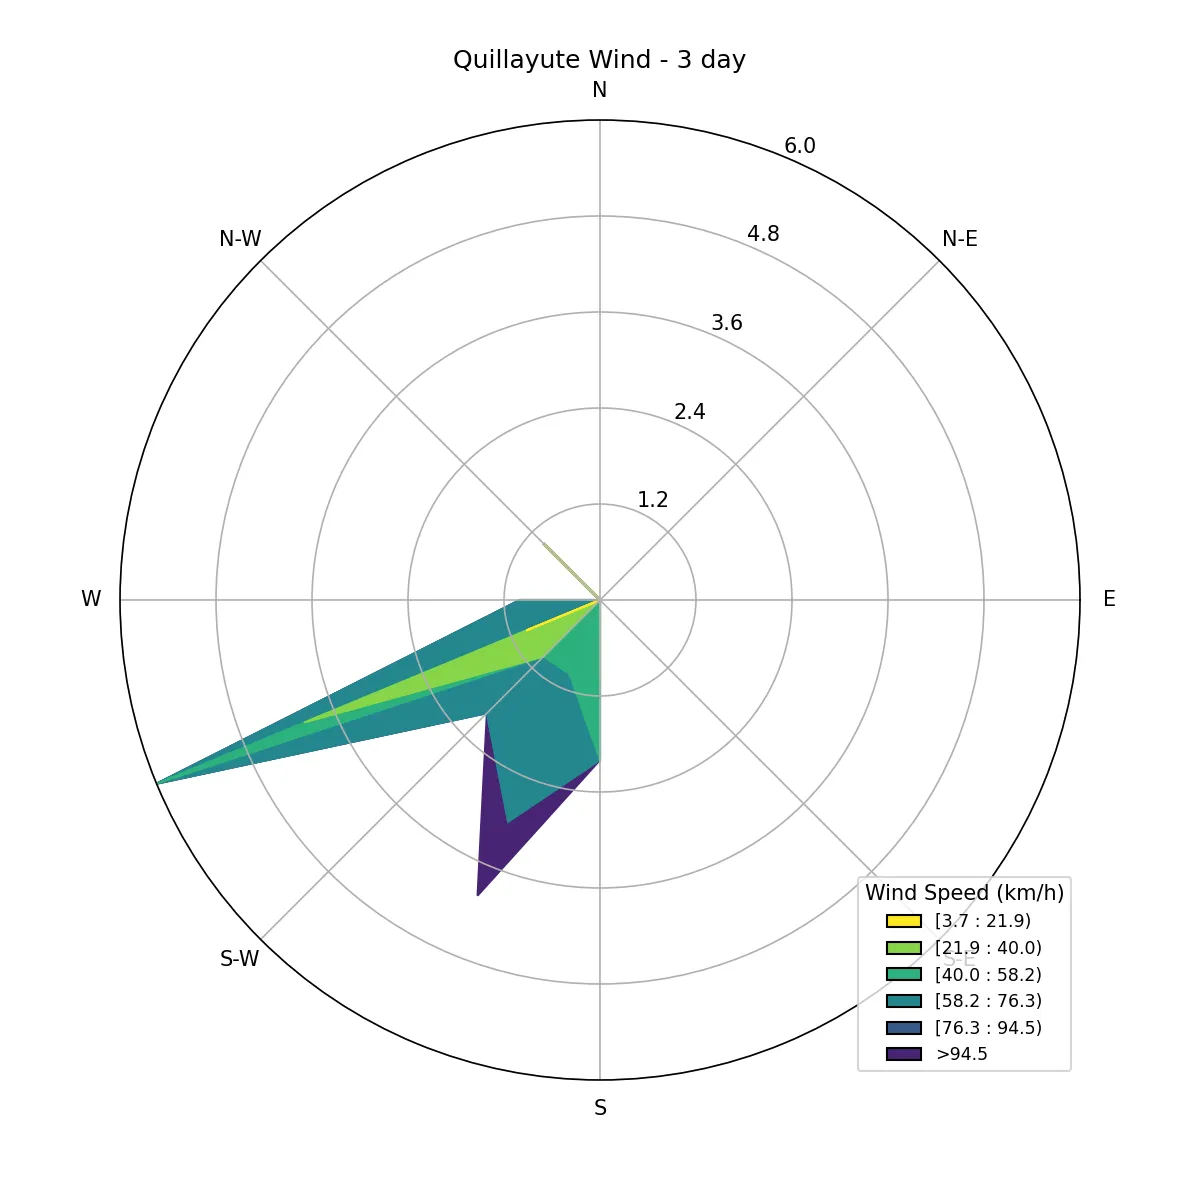 Quillayute Wind - 3 day
N
6.0
4.8
N-W
N-E
3.6
2.4
1.2
W
E
S-W
S-E
Wind Speed (km/h)
[3.7 : 21.9)
[21.9 : 40.0)
[40.0 : 58.2)
[58.2 : 76.3)
[76.3 : 94.5)
>94.5
S